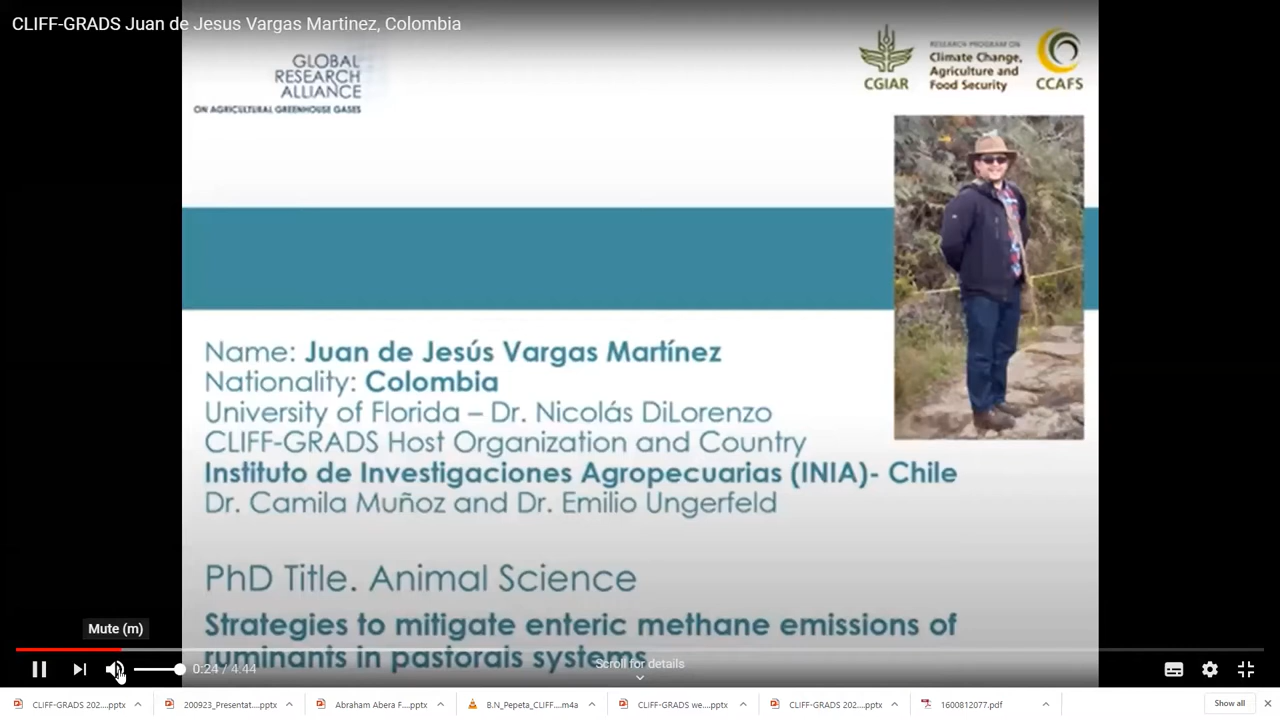 CLIFF-GRADS Juan de Jesus Vargas Martinez, Colombia
GLOBAL
RESEARCH
ALLIANCE
ON AGRICULTURAL GREENHOUSE GASES
CGIAR
RESEARCH PROGRAM ON
Climate Change,
Agriculture and
Food Security
CCAFS
Name: Juan de Jesús Vargas Martínez
Nationality: Colombia
University of Florida – Dr. Nicolás DiLorenzo
CLIFF-GRADS Host Organization and Country
Instituto de Investigaciones Agropecuarias (INIA)- Chile
Dr. Camila Muñoz and Dr. Emilio Ungerfeld
PhD Title. Animal Science
Strategies to mitigate enteric methane emissions of
ruminants in pastorals systems
Mute (m)
Scroll for details
0:24 / 4:44
CLIFF-GRADS 202....pptx
200923_Presentat....pptx
Abraham Abera F....pptx
B.N_Pepeta_CLIFF....m4a
CLIFF-GRADS we....pptx
CLIFF-GRADS 202....pptx
1600812077.pdf
Show all